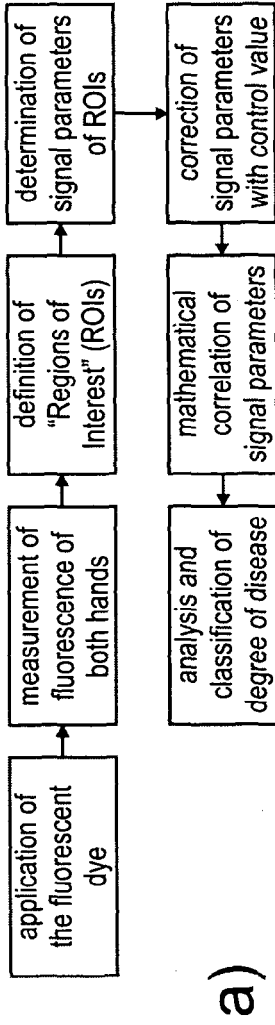 application of
the fluorescent
dye
measurement of
fluorescence of
both hands
definition of
“Regions of
Interest” (ROIs)
determination of
signal parameters
of ROIs
correction of
signal parameters
with control value
mathematical
correlation of
signal parameters
analysis and
classification of
degree of disease
a)